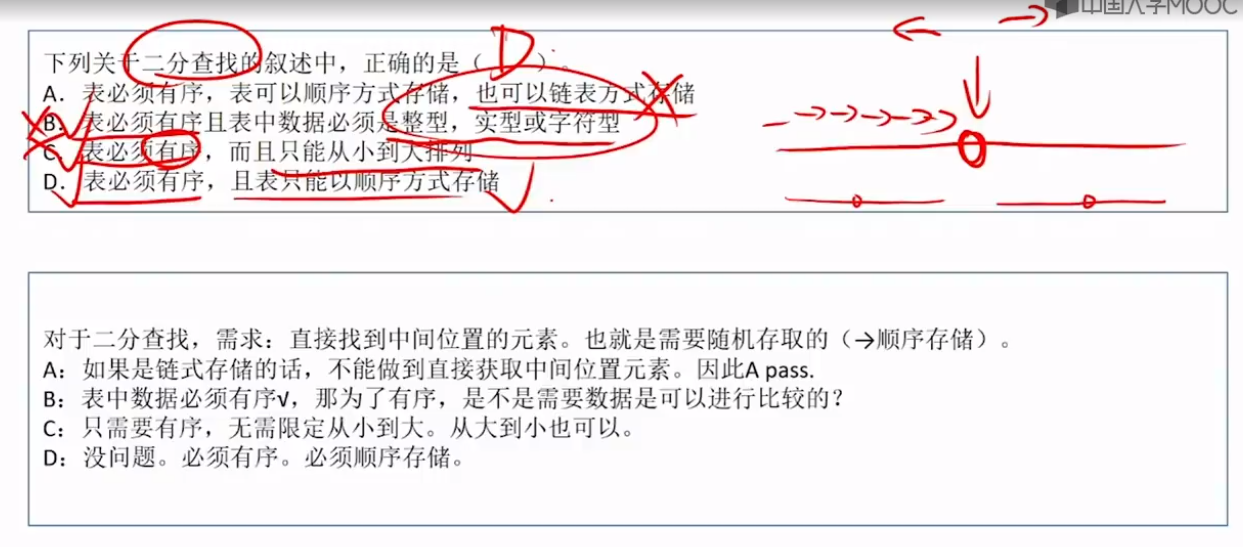 中国大学MOOC
下列关于二分查找的叙述中，正确的是（ D ）。
A．表必须有序，表可以顺序方式存储，也可以链表方式存储
B．表必须有序且表中数据必须是整型，实型或字符型
C．表必须有序，而且只能从小到大排列
D．表必须有序，且表只能以顺序方式存储
对于二分查找，需求：直接找到中间位置的元素。也就是需要随机存取的（→顺序存储）。
A：如果是链式存储的话，不能做到直接获取中间位置元素。因此A pass.
B：表中数据必须有序√，那为了有序，是不是需要数据是可以进行比较的？
C：只需要有序，无需限定从小到大。从大到小也可以。
D：没问题。必须有序。必须顺序存储。